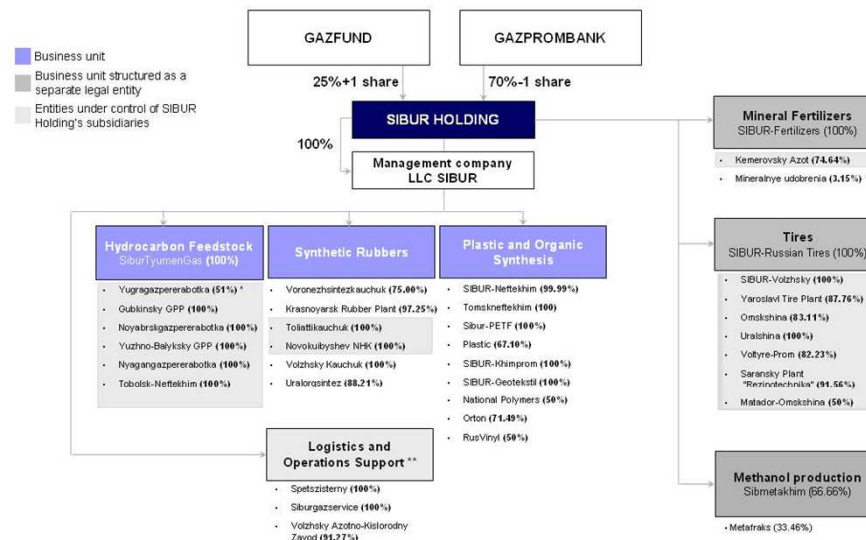 GAZFUND
GAZPROMBANK
Business unit
Business unit structured as a
separate legal entity
Entities under control of SIBUR
Holding's subsidiaries
25%+1 share
70%-1 share
SIBUR HOLDING
100%
Management company
LLC SIBUR
Mineral Fertilizers
SIBUR-Fertilizers (100%)
• Kemerovsky Azot (74.64%)
• Mineralnye udobrenia (3.15%)
Hydrocarbon Feedstock
SiburTyumenGas (100%)
• Yugragazpererabotka (51%) *
• Gubkinsky GPP (100%)
• Noyabrskgazpererabotka (100%)
• Yuzhno-Balyksky GPP (100%)
• Nyagangazpererabotka (100%)
• Tobolsk-Neftekhim (100%)
Synthetic Rubbers
• Voronezhsintezkauchuk (75.00%)
• Krasnoyarsk Rubber Plant (97.25%)
• Toliattikauchuk (100%)
• Novokuibyshev NHK (100%)
• Volzhsky Kauchuk (100%)
• Uralorgsintez (88.21%)
Plastic and Organic
Synthesis
• SIBUR-Neftekhim (99.99%)
• Tomskneftekhim (100)
• Sibur-PETF (100%)
• Plastic (67.10%)
• SIBUR-Khimprom (100%)
• SIBUR-Geotekstil (100%)
• National Polymers (50%)
• Orton (71.49%)
• RusVinyl (50%)
Tires
SIBUR-Russian Tires (100%)
• SIBUR-Volzhsky (100%)
• Yaroslavl Tire Plant (87.76%)
• Omskshina (83.11%)
• Uralshina (100%)
• Voltyre-Prom (82.23%)
• Saransky Plant
"Rezinotechnika" (91.56%)
• Matador-Omskshina (50%)
Logistics and
Operations Support **
• Spetszisterny (100%)
• Siburgazservice (100%)
• Volzhsky Azotno-Kislorodny
Zavod (91.27%)
Methanol production
Sibmetakhim (66.66%)
• Metafraks (33.46%)